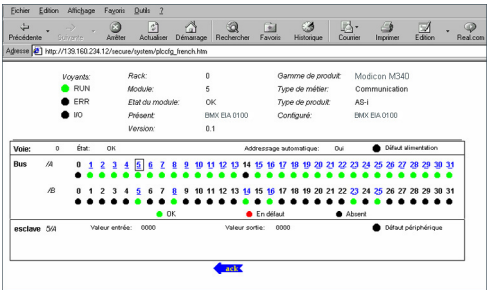 Fichier Edition Affichage Favoris Outils ?
Précédente Suivante Arrêter Actualiser Démarrage Rechercher Favoris Historique Courrier Imprimer Edition Real.com
Adresse http://139.160.234.12/secure/system/plccfg_french.htm
Voyants: Rack: 0 Gamme de produit: Modicon M340
RUN Module: 5 Type de métier: Communication
ERR Etat du module: OK Type de produit: AS-i
I/O Présent: BMX EIA 0100 Configuré: BMX EIA 0100
Version: 0.1
Voie: 0 État: OK Addressage automatique: Oui Défaut alimentation
Bus /A 0 1 2 3 4 5 6 7 8 9 10 11 12 13 14 15 16 17 18 19 20 21 22 23 24 25 26 27 28 29 30 31
/B 0 1 2 3 4 5 6 7 8 9 10 11 12 13 14 15 16 17 18 19 20 21 22 23 24 25 26 27 28 29 30 31
OK En défaut Absent
esclave 5/A Valeur entrée: 0000 Valeur sortie: 0000 Défaut périphérique
ack